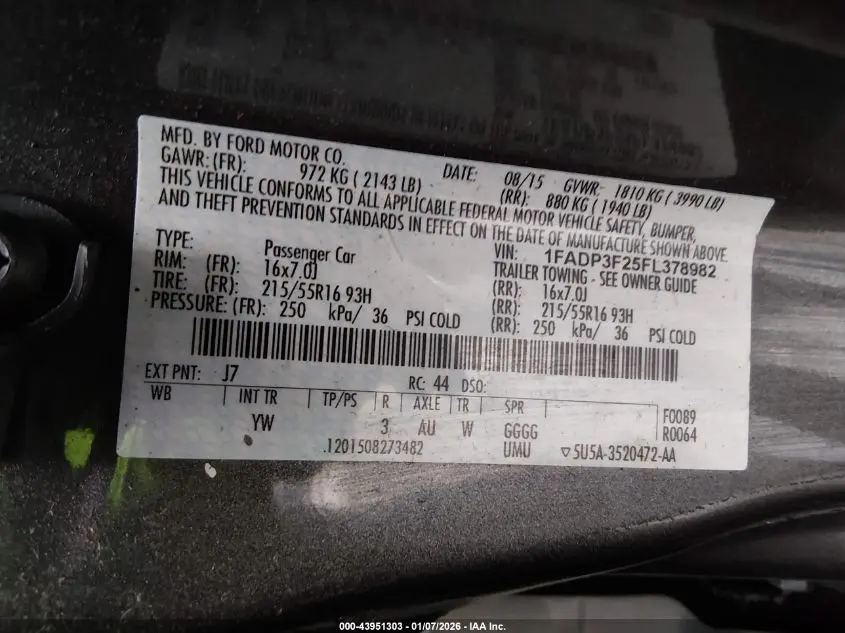 MFD. BY FORD MOTOR CO.
DATE: 08/15 GVWR: 1810 KG ( 3990 LB)
GAWR: (FR): 972 KG ( 2143 LB) (RR): 880 KG ( 1940 LB)
THIS VEHICLE CONFORMS TO ALL APPLICABLE FEDERAL MOTOR VEHICLE SAFETY, BUMPER,
AND THEFT PREVENTION STANDARDS IN EFFECT ON THE DATE OF MANUFACTURE SHOWN ABOVE.
VIN: 1FADP3F25FL378982
TYPE: Passenger Car TRAILER TOWING - SEE OWNER GUIDE
RIM: (FR): 16x7.0J (RR): 16x7.0J
TIRE: (FR): 215/55R16 93H (RR): 215/55R16 93H
PRESSURE: (FR): 250 kPa/ 36 PSI COLD (RR): 250 kPa/ 36 PSI COLD
EXT PNT: J7 RC: 44 DSO:
WB INT TR TP/PS R AXLE TR SPR F0089
YW 3 AU W GGGG R0064
.1201508273482 UMU ▽5U5A-3520472-AA
000-43951303 - 01/07/2026 - IAA Inc.